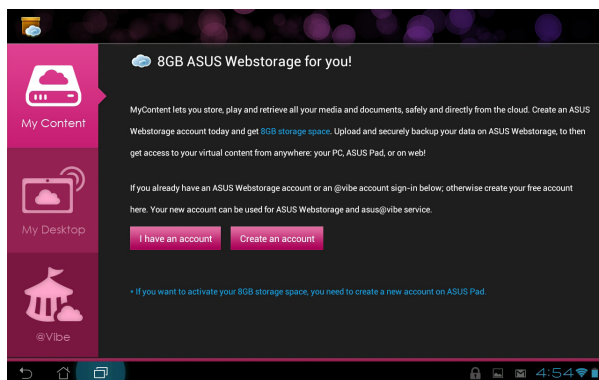 8GB ASUS Webstorage for you!
My Content
MyContent lets you store, play and retrieve all your media and documents, safely and directly from the cloud. Create an ASUS
Webstorage account today and get 8GB storage space. Upload and securely backup your data on ASUS Webstorage, to then
get access to your virtual content from anywhere: your PC, ASUS Pad, or on web!
My Desktop
If you already have an ASUS Webstorage account or an @vibe account sign-in below; otherwise create your free account
here. Your new account can be used for ASUS Webstorage and asus@vibe service.
I have an account
Create an account
@Vibe
* If you want to activate your 8GB storage space, you need to create a new account on ASUS Pad.
4:54